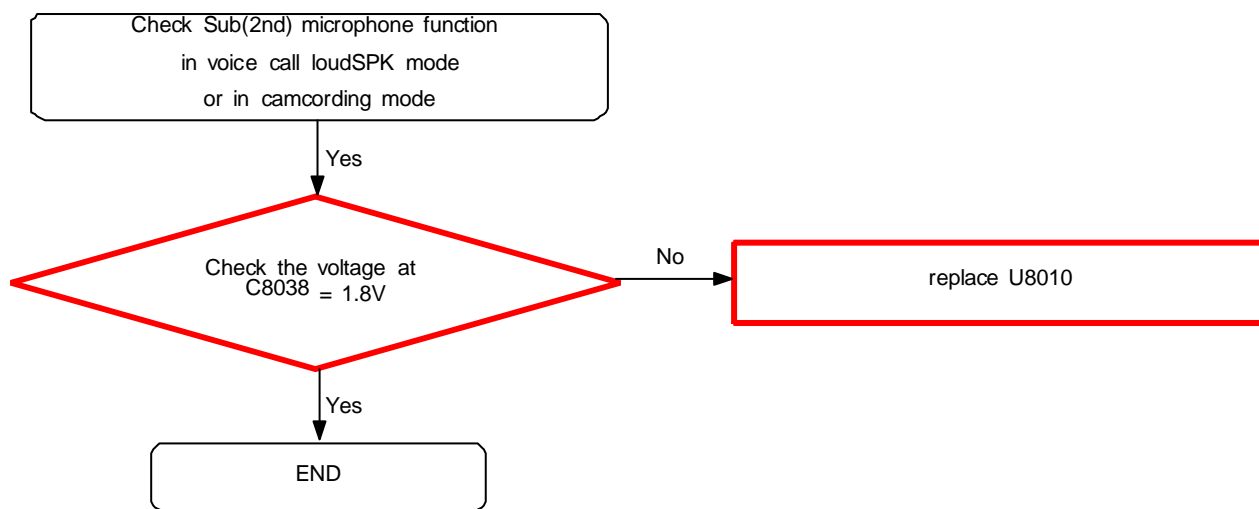 Check Sub(2nd) microphone function
in voice call loudSPK mode
or in camcording mode
Yes
Check the voltage at
C8038 = 1.8V
No
replace U8010
Yes
END